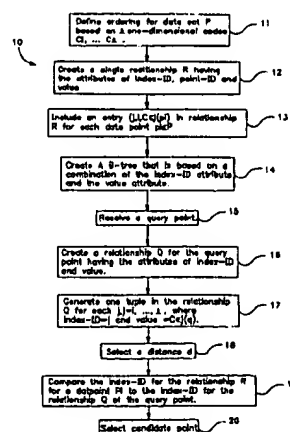 Define ordering for data set P
based on λ one-dimensional codes
C1, ... Cλ.
11
10
Create a single relationship R having
the attributes of index-ID, point-ID and
value
12
Include an entry
in relationship
R for each data point
13
Create A B-tree that is based on a
combination of the index-ID attribute
and the value attribute.
14
Receive a query point.
15
Create a relationship Q for the query
point having the attributes of index-ID
and value.
16
Generate one tuple in the relationship
Q for each
where
index-ID=j and value
17
Select a distance d
18
Compare the index-ID for the relationship R
for a datpoint Pi to the index-ID for the
relationship Q of the query point.
Select candidate point
20